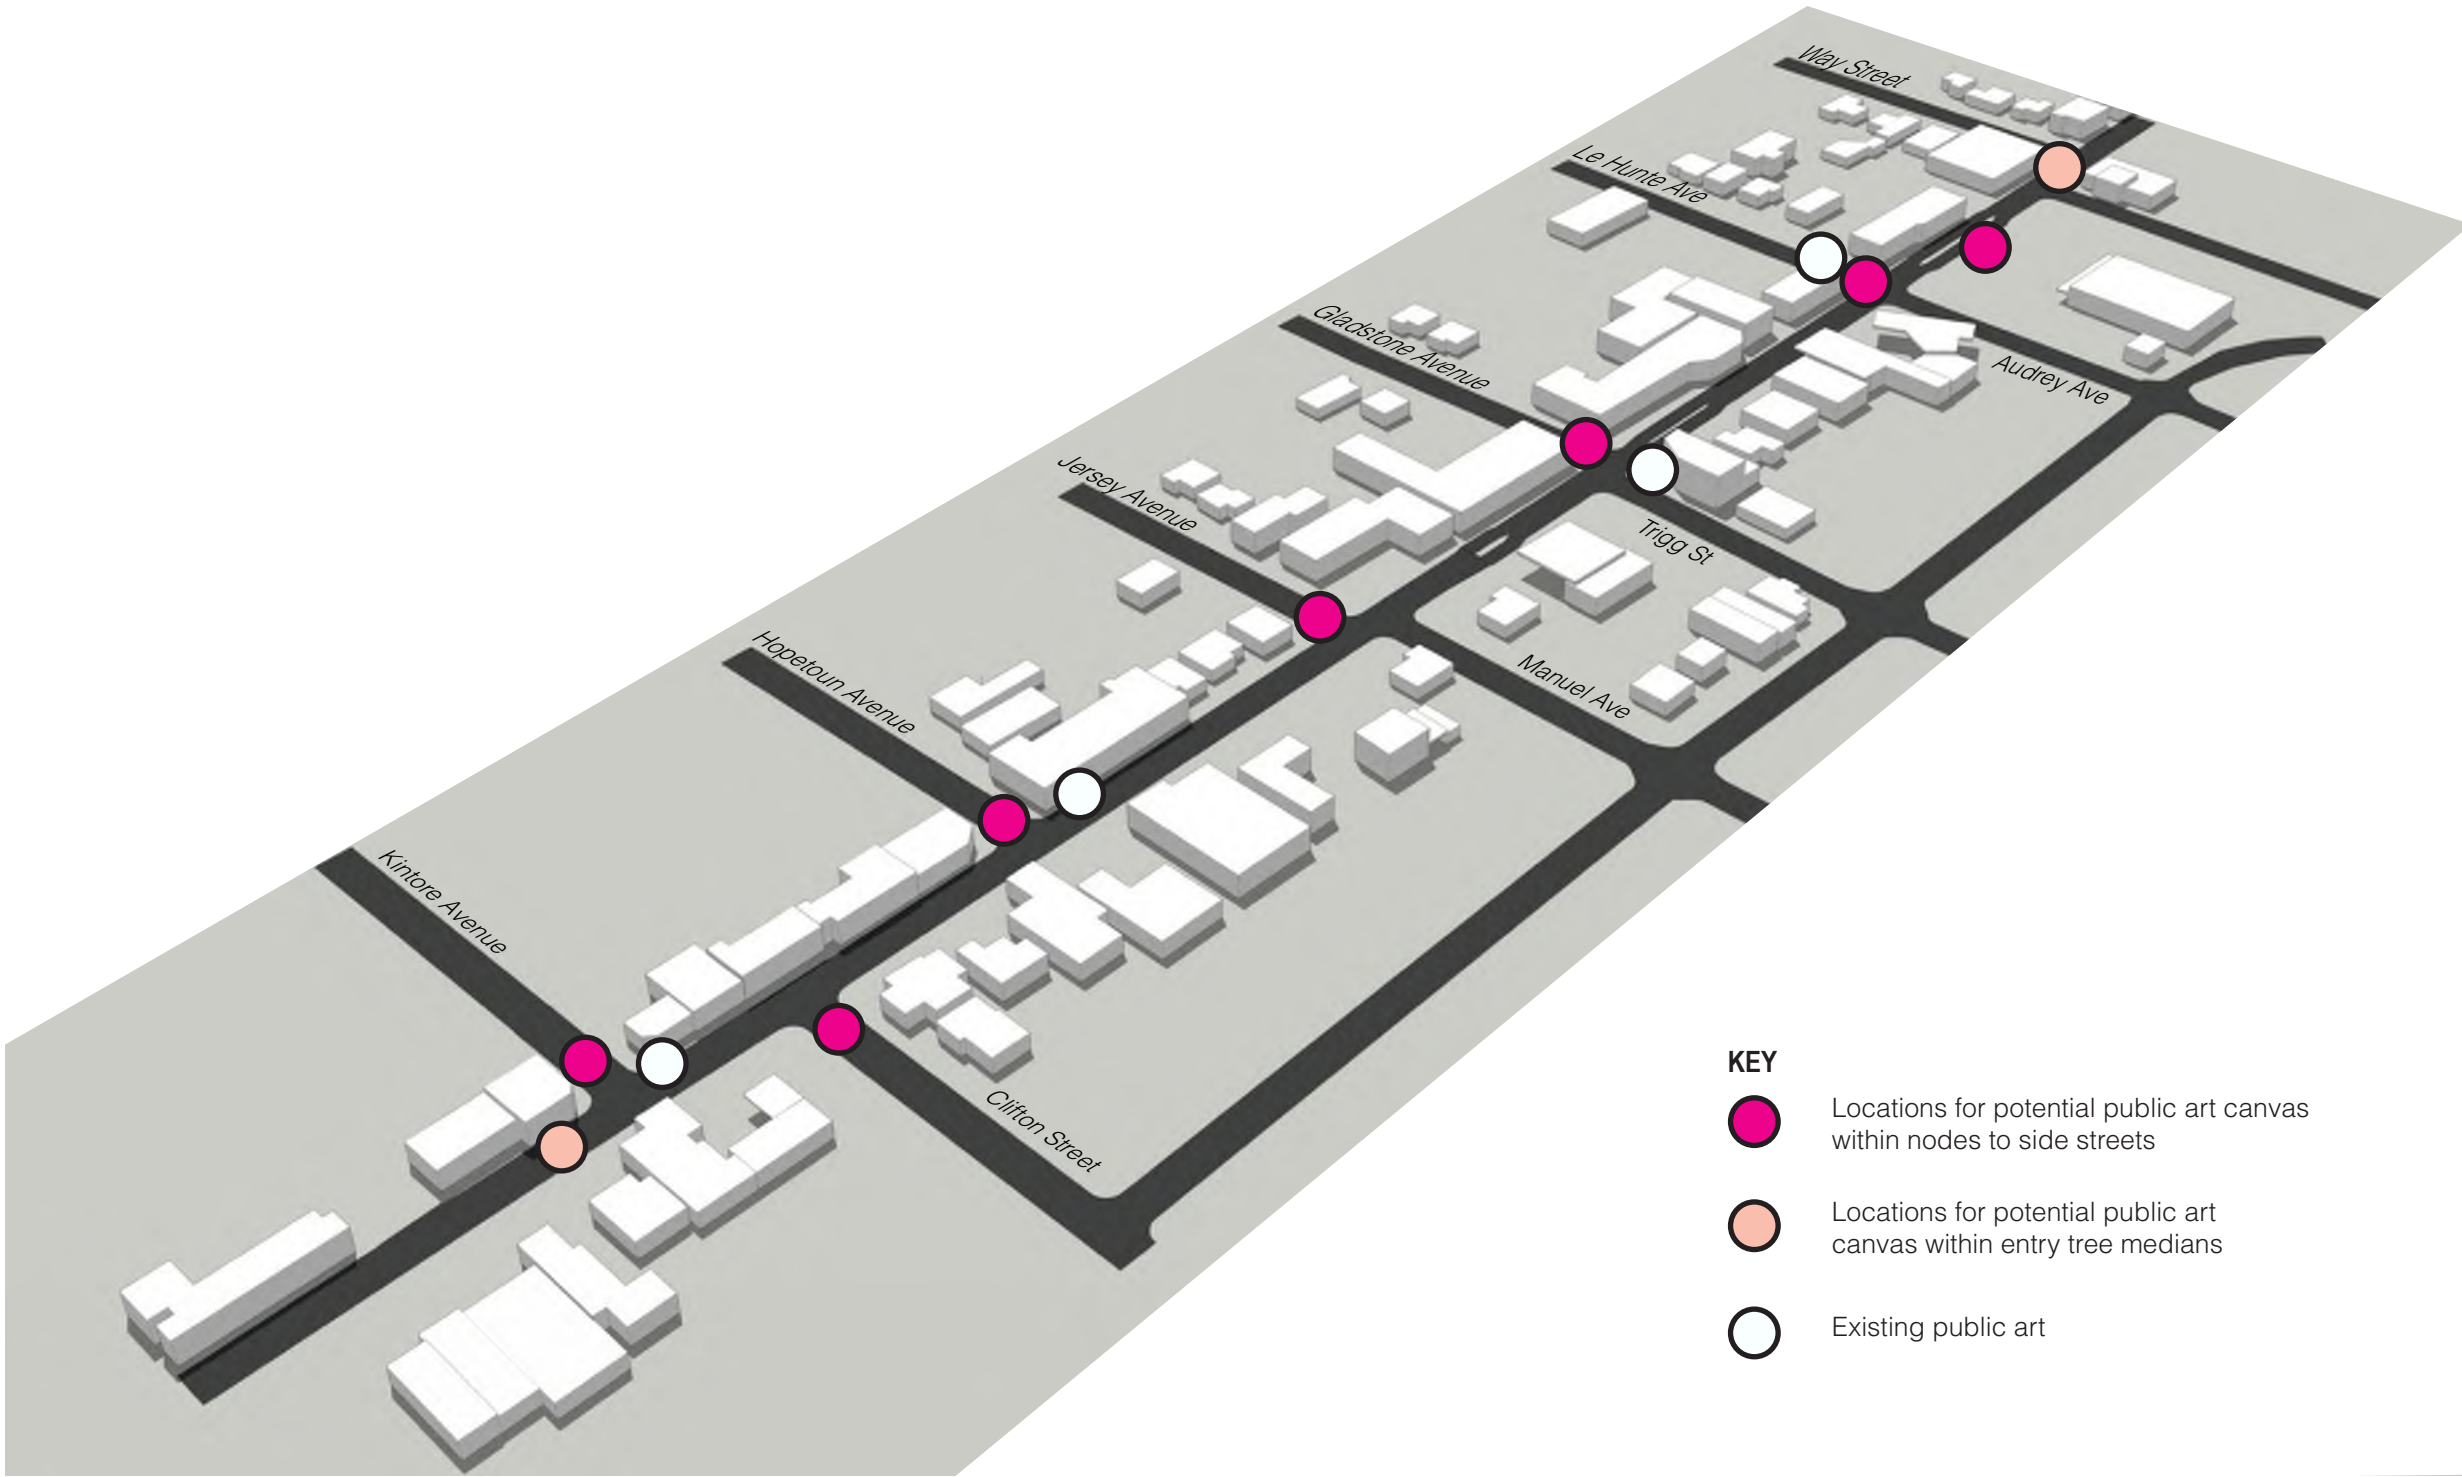 Way Street
Le Hunte Ave
Gladstone Avenue
Audrey Ave
Jersey Avenue
Trigg St
Hopetoun Avenue
Manuel Ave
Kintore Avenue
Clifton Street
KEY
Locations for potential public art canvas
within nodes to side streets
Locations for potential public art
canvas within entry tree medians
Existing public art